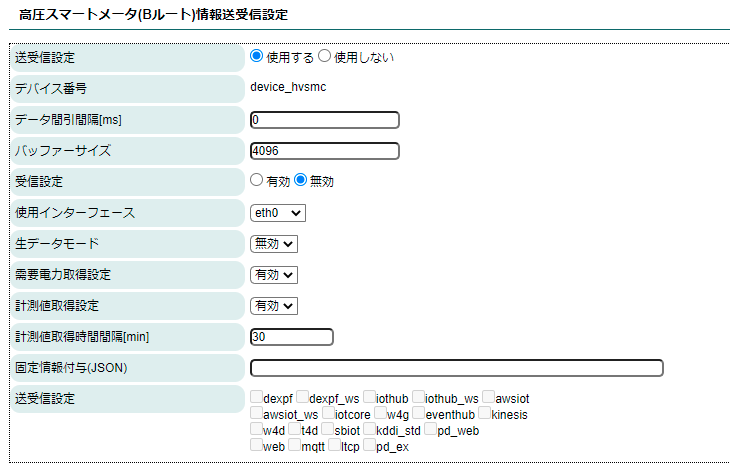 高圧スマートメータ(Bルート)情報送受信設定
送受信設定 使用する 使用しない
デバイス番号 device_hvsmc
データ間引間隔[ms] 0
バッファーサイズ 4096
受信設定 有効 無効
使用インターフェース eth0
生データモード 無効
需要電力取得設定 有効
計測値取得設定 有効
計測値取得時間間隔[min] 30
固定情報付与(JSON)
送受信設定 dexpf dexpf_ws iothub iothub_ws awsiot
awsiot_ws iotcore w4g eventhub kinesis
w4d t4d sbiot kddi_std pd_web
web mqtt ltcp pd_ex